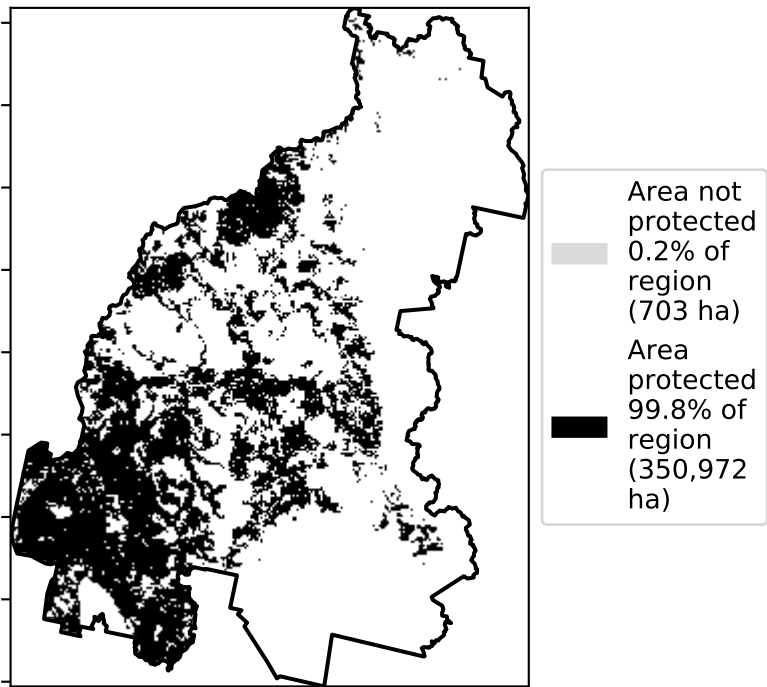 Area not
protected
0.2% of
region
(703 ha)
Area
protected
99.8% of
region
(350,972
ha)